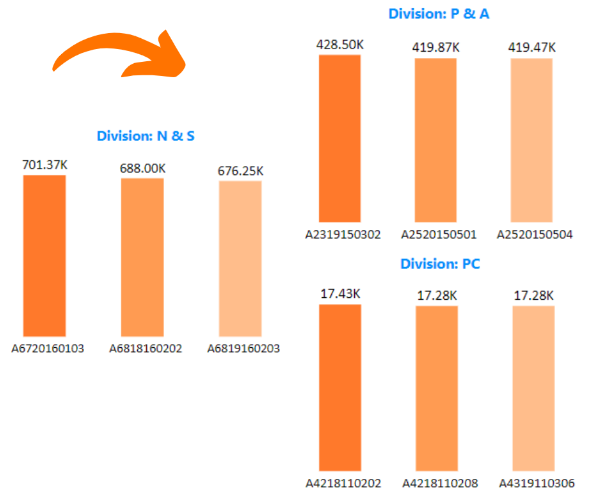 Division: P & A
428.50K 419.87K 419.47K
A2319150302 A2520150501 A2520150504
Division: N & S
701.37K 688.00K 676.25K
A6720160103 A6818160202 A6819160203
Division: PC
17.43K 17.28K 17.28K
A4218110202 A4218110208 A4319110306